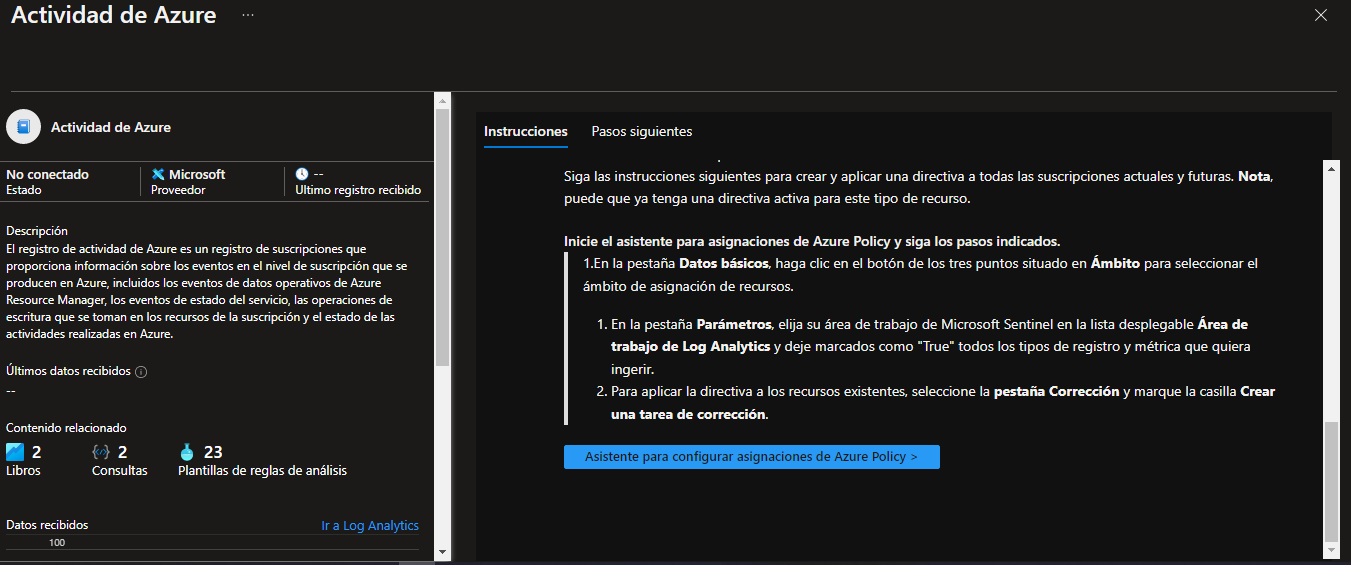 Actividad de Azure
Actividad de Azure
No conectado
Estado
Microsoft
Proveedor
--
Ultimo registro recibido
Descripción
El registro de actividad de Azure es un registro de suscripciones que
proporciona información sobre los eventos en el nivel de suscripción que se
producen en Azure, incluidos los eventos de datos operativos de Azure
Resource Manager, los eventos de estado del servicio, las operaciones de
escritura que se toman en los recursos de la suscripción y el estado de las
actividades realizadas en Azure.
Últimos datos recibidos
--
Contenido relacionado
2
Libros
2
Consultas
23
Plantillas de reglas de análisis
Datos recibidos
Ir a Log Analytics
100
Instrucciones
Pasos siguientes
Siga las instrucciones siguientes para crear y aplicar una directiva a todas las suscripciones actuales y futuras. Nota,
puede que ya tenga una directiva activa para este tipo de recurso.
Inicie el asistente para asignaciones de Azure Policy y siga los pasos indicados.
1.En la pestaña Datos básicos, haga clic en el botón de los tres puntos situado en Ámbito para seleccionar el
ámbito de asignación de recursos.
1. En la pestaña Parámetros, elija su área de trabajo de Microsoft Sentinel en la lista desplegable Área de
trabajo de Log Analytics y deje marcados como "True" todos los tipos de registro y métrica que quiera
ingerir.
2. Para aplicar la directiva a los recursos existentes, seleccione la pestaña Corrección y marque la casilla Crear
una tarea de corrección.
Asistente para configurar asignaciones de Azure Policy >